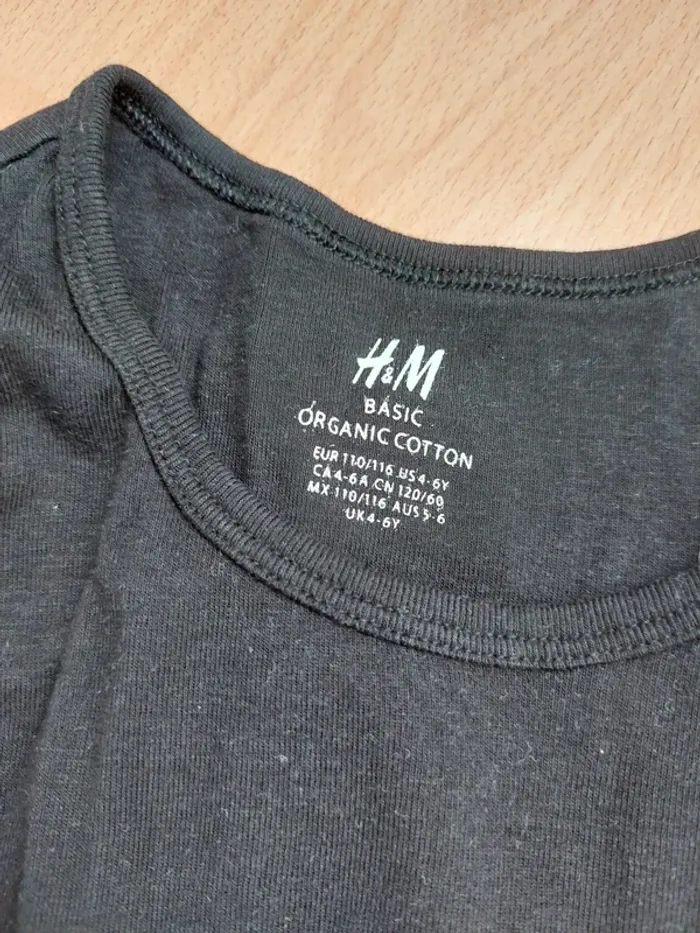 H&M
BASIC
ORGANIC COTTON
EUR 110/116 US 4-6Y
CA 4-6A CN 120/60
MX 110/116 AUS 5-6
UK 4-6Y